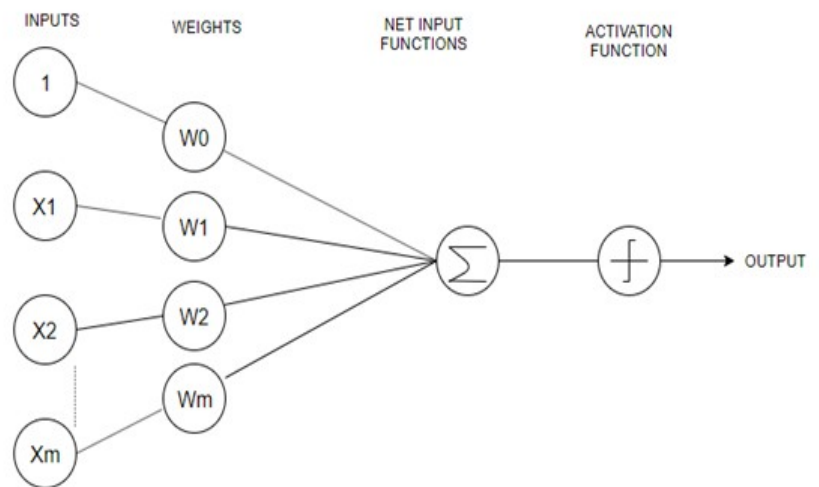 INPUTS
WEIGHTS
NET INPUT
FUNCTIONS
ACTIVATION
FUNCTION
1
W0
X1
W1
Σ
OUTPUT
X2
W2
Wm
Xm